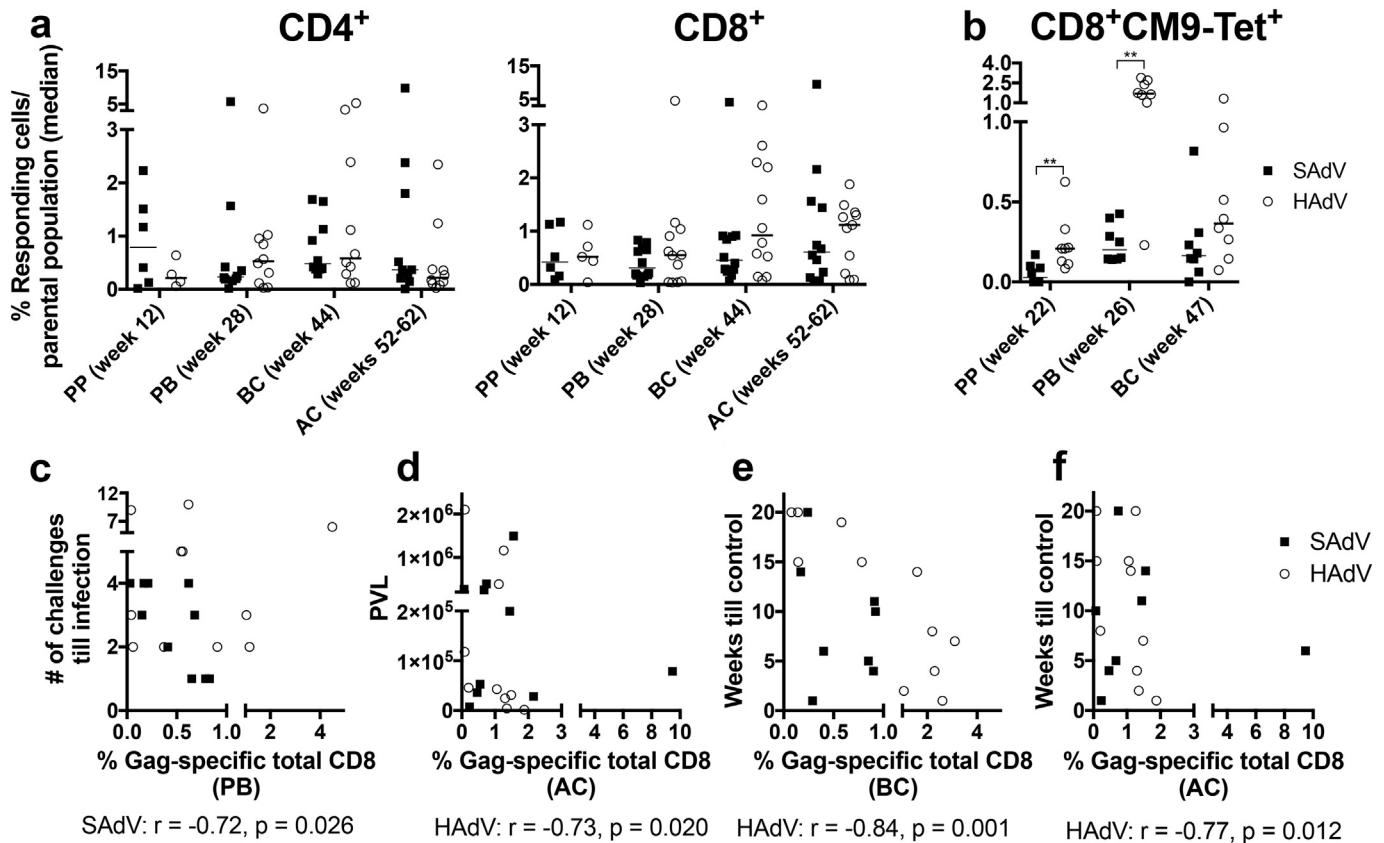 a
CD4+
CD8+
b
CD8+CM9-Tet+
% Responding cells/
parental population (median)
15
5
3
2
1
0
PP (week 12)
PB (week 28)
BC (week 44)
AC (weeks 52-62)
15
5
3
2
1
0
PP (week 12)
PB (week 28)
BC (week 44)
AC (weeks 52-62)
4.0
2.5
1.0
1.0
0.5
0.0
**
**
PP (week 22)
PB (week 26)
BC (week 47)
SAdV
HAdV
c
# of challenges
till infection
12
7
4
2
0
0.0
0.5
1.0
2
4
% Gag-specific total CD8
(PB)
SAdV: r = -0.72, p = 0.026
d
PVL
2×10⁶
1×10⁶
2×10⁵
1×10⁵
0
0
1
2
3
4
6
8
10
% Gag-specific total CD8
(AC)
HAdV: r = -0.73, p = 0.020
e
Weeks till control
20
15
10
5
0
0.0
0.5
1.0
2
4
% Gag-specific total CD8
(BC)
HAdV: r = -0.84, p = 0.001
f
Weeks till control
20
15
10
5
0
0
1
2
3
4
6
8
10
% Gag-specific total CD8
(AC)
HAdV: r = -0.77, p = 0.012
SAdV
HAdV